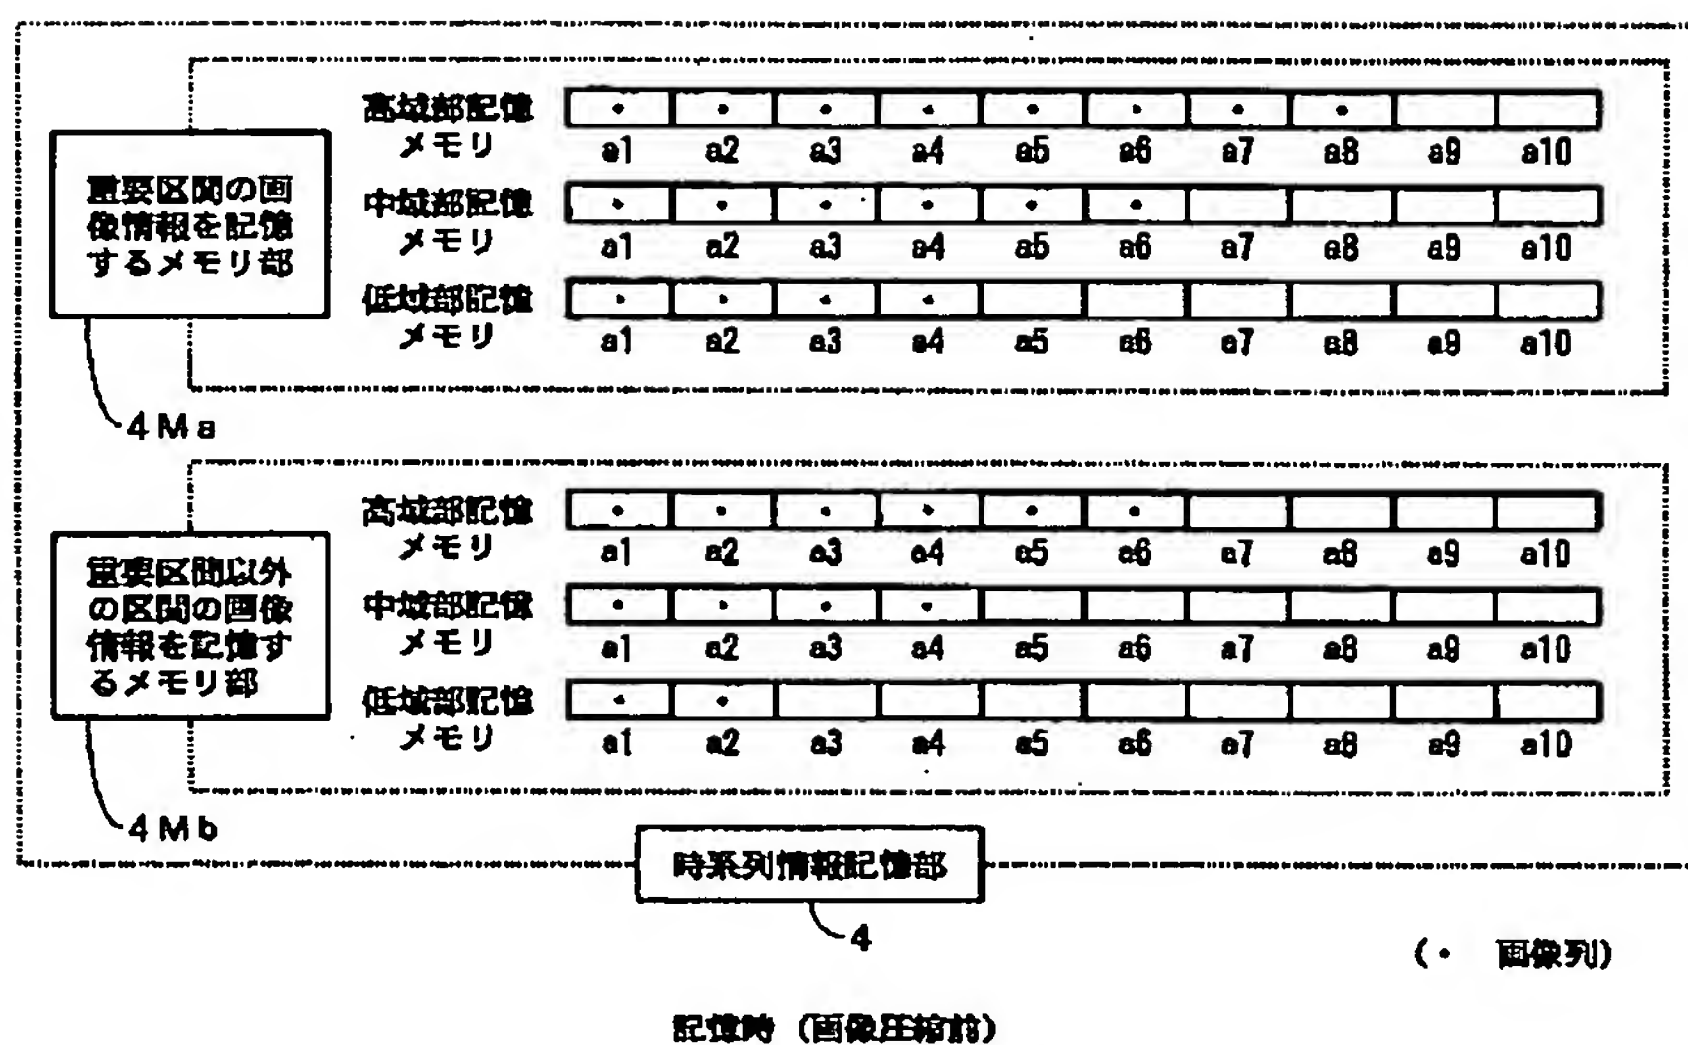 高域部記憶
メモリ
a1 a2 a3 a4 a5 a6 a7 a8 a9 a10
中域部記憶
メモリ
a1 a2 a3 a4 a5 a6 a7 a8 a9 a10
低域部記憶
メモリ
a1 a2 a3 a4 a5 a6 a7 a8 a9 a10
重要区間の画
像情報を記憶
するメモリ部
4Ma
高域部記憶
メモリ
a1 a2 a3 a4 a5 a6 a7 a8 a9 a10
中域部記憶
メモリ
a1 a2 a3 a4 a5 a6 a7 a8 a9 a10
低域部記憶
メモリ
a1 a2 a3 a4 a5 a6 a7 a8 a9 a10
重要区間以外
の区間の画像
情報を記憶す
るメモリ部
4Mb
時系列情報記憶部
4
(・ 画像列)
記憶時 (画像圧縮前)